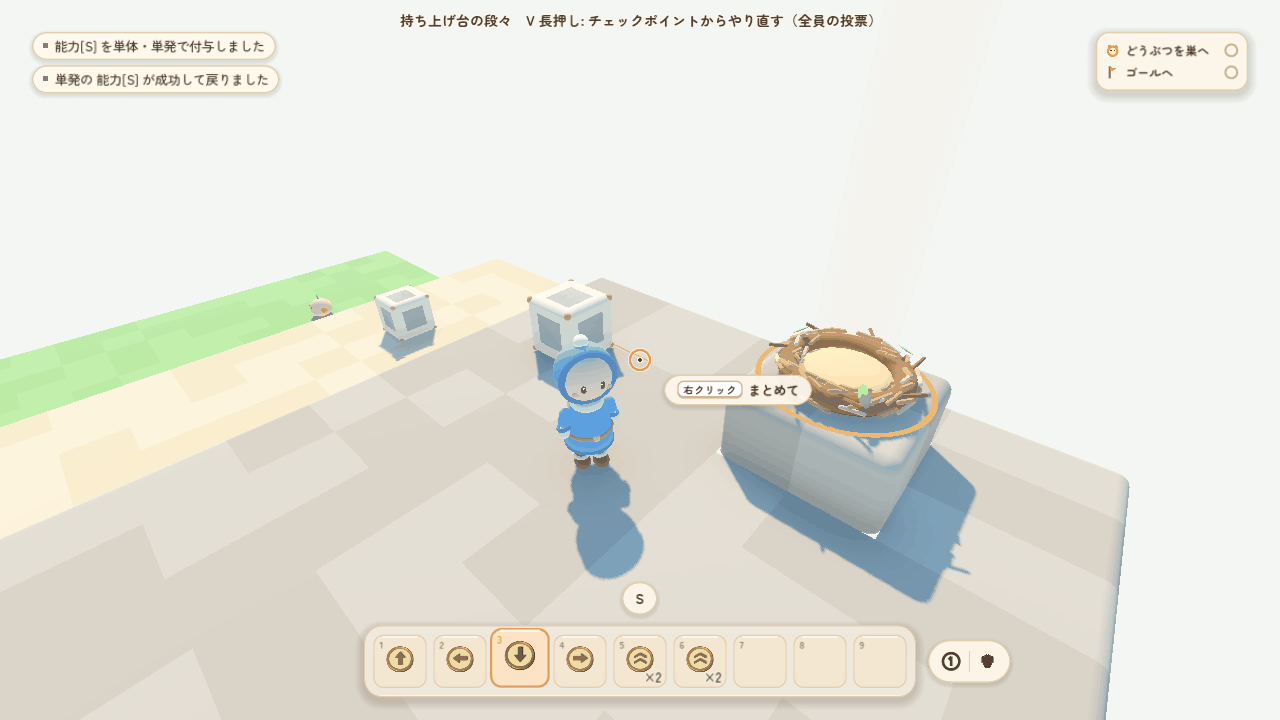 持ち上げ台の段々 V 長押し: チェックポイントからやり直す（全員の投票）
能力[S] を単体・単発で付与しました
単発の 能力[S] が成功して戻りました
どうぶつを巣へ
ゴールへ
右クリック まとめて
S
1 2 3 4 5 6 7 8 9
×2 ×2
1